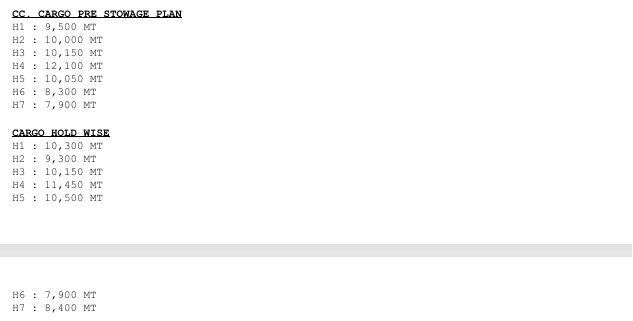 CC. CARGO PRE STOWAGE PLAN
H1 : 9,500 MT
H2 : 10,000 MT
H3 : 10,150 MT
H4 : 12,100 MT
H5 : 10,050 MT
H6 : 8,300 MT
H7 : 7,900 MT
CARGO HOLD WISE
H1 : 10,300 MT
H2 : 9,300 MT
H3 : 10,150 MT
H4 : 11,450 MT
H5 : 10,500 MT
H6 : 7,900 MT
H7 : 8,400 MT